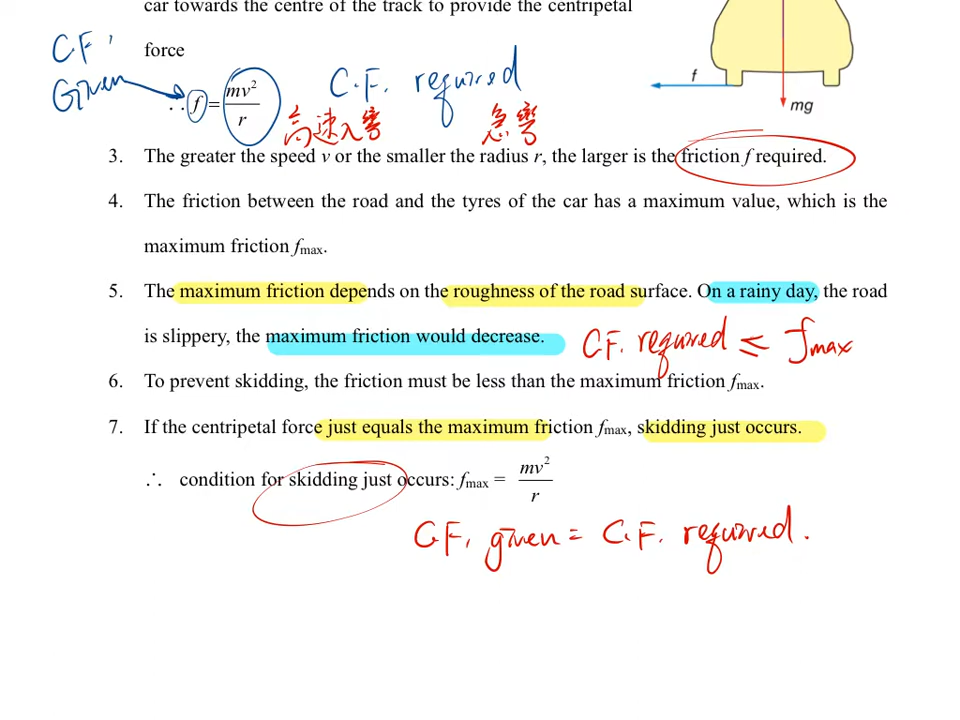 car towards the centre of the track to provide the centripetal
force
CF,
Given
∴ f = mv²/r
C.F. required
高速入彎
急彎
f
mg
3. The greater the speed v or the smaller the radius r, the larger is the friction f required.
4. The friction between the road and the tyres of the car has a maximum value, which is the
maximum friction fmax.
5. The maximum friction depends on the roughness of the road surface. On a rainy day, the road
is slippery, the maximum friction would decrease.
CF. required ≤ fmax
6. To prevent skidding, the friction must be less than the maximum friction fmax.
7. If the centripetal force just equals the maximum friction fmax, skidding just occurs.
∴ condition for skidding just occurs: fmax = mv²/r
CF, given = C.F. required.